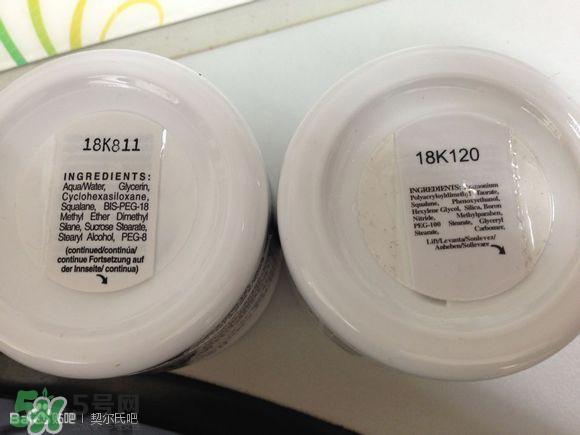 18K811
INGREDIENTS:
Aqua/Water, Glycerin,
Cyclohexasiloxane,
Squalane, BIS-PEG-18
Methyl Ether Dimethyl
Silane, Sucrose Stearate,
Stearyl Alcohol, PEG-8
(continued/continúa/
continue Fortsetzung auf
der Innseite/ continua)
18K120
INGREDIENTS:
Polyacryloyldimethyl
Squalane, Phenoxyethanol,
Hexylene Glycol, Silica, Boron
Nitride, Methylparaben,
PEG-100 Stearate, Glyceryl
Stearate, Carbomer,
Lift/Levanta/Soulevez/
Anheben/Sollevare
5号网
Bai 贴吧 | 契尔氏吧